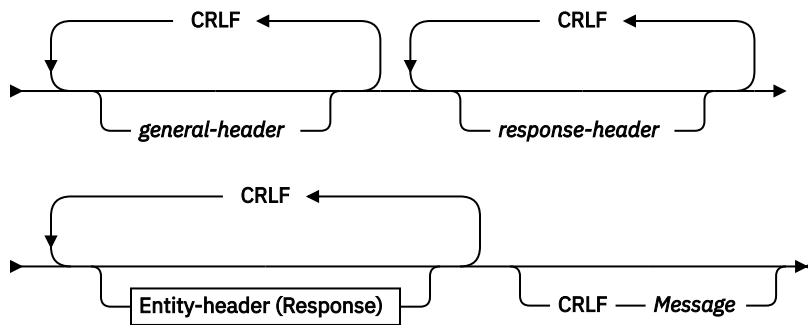 CRLF CRLF
general-header response-header
CRLF
Entity-header (Response) CRLF Message